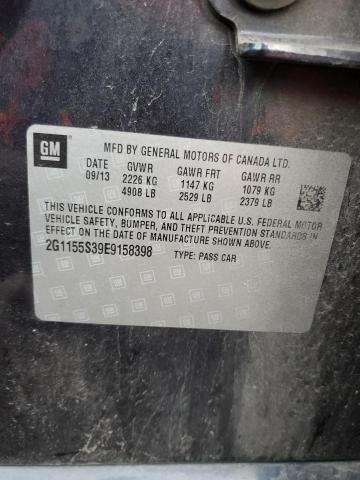 GM
MFD BY GENERAL MOTORS OF CANADA LTD.
DATE GVWR GAWR FRT GAWR RR
09/13 2226 KG 1147 KG 1079 KG
4908 LB 2529 LB 2379 LB
THIS VEHICLE CONFORMS TO ALL APPLICABLE U.S. FEDERAL MOTOR
VEHICLE SAFETY, BUMPER, AND THEFT PREVENTION STANDARDS IN
EFFECT ON THE DATE OF MANUFACTURE SHOWN ABOVE.
2G1155S39E9158398 TYPE: PASS CAR